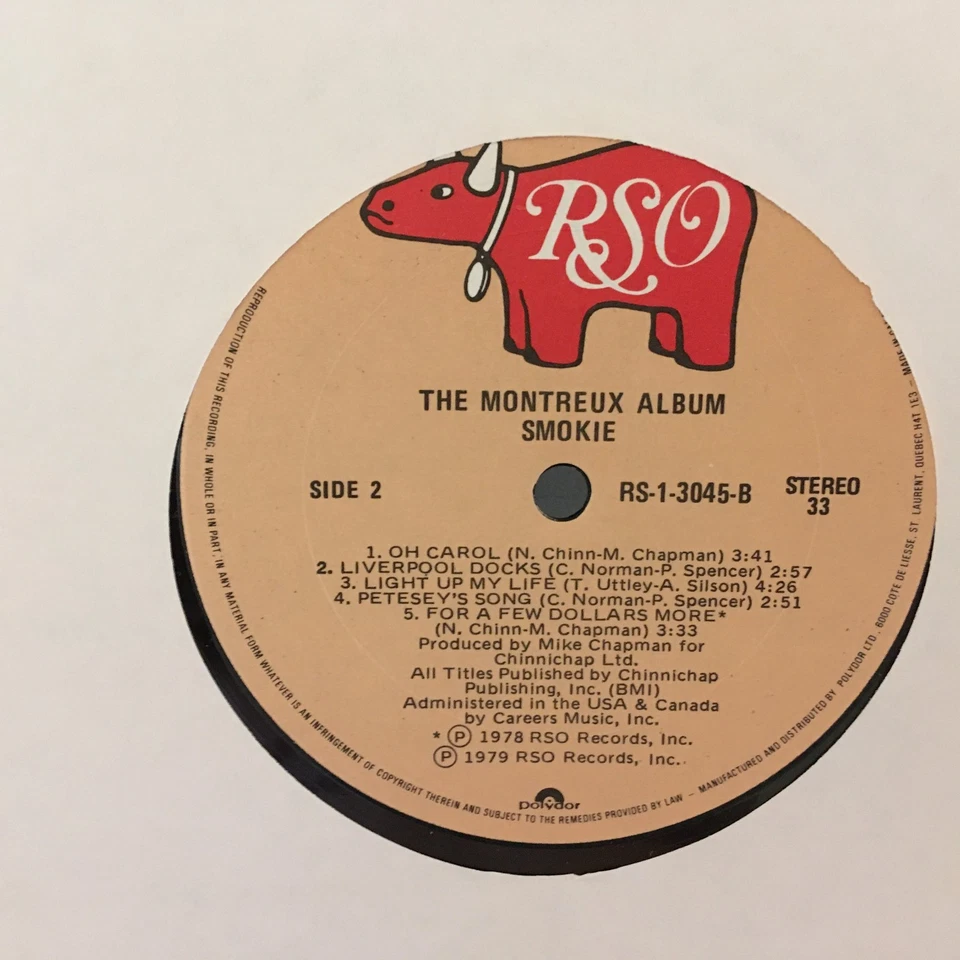 RSO
THE MONTREUX ALBUM
SMOKIE
SIDE 2
RS-1-3045-B
STEREO
33
1. OH CAROL (N. Chinn-M. Chapman) 3:41
2. LIVERPOOL DOCKS (C. Norman-P. Spencer) 2:57
3. LIGHT UP MY LIFE (T. Uttley-A. Silson) 4:26
4. PETESEY'S SONG (C. Norman-P. Spencer) 2:51
5. FOR A FEW DOLLARS MORE*
(N. Chinn-M. Chapman) 3:33
Produced by Mike Chapman for
Chinnichap Ltd.
All Titles Published by Chinnichap
Publishing, Inc. (BMI)
Administered in the USA & Canada
by Careers Music, Inc.
* Ⓟ 1978 RSO Records, Inc.
Ⓟ 1979 RSO Records, Inc.
polydor
REPRODUCTION OF THIS RECORDING, IN WHOLE OR IN PART, IN ANY MATERIAL FORM WHATEVER IS AN INFRINGEMENT OF COPYRIGHT THEREIN AND SUBJECT TO THE REMEDIES PROVIDED BY LAW – MANUFACTURED AND DISTRIBUTED BY POLYDOR LTD., 6000 COTE DE LIESSE, ST. LAURENT, QUEBEC H4T 1E3 – MADE IN